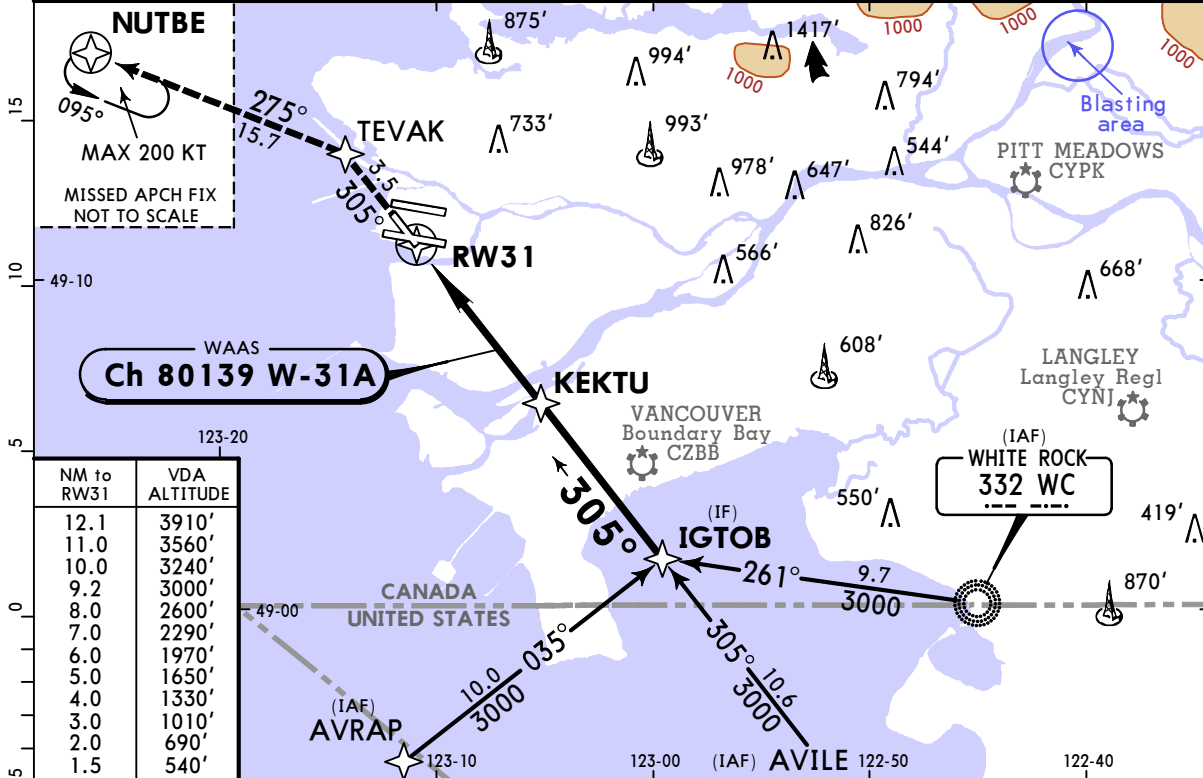 NUTBE
095°
MAX 200 KT
MISSED APCH FIX
NOT TO SCALE
275°
15.7
TEVAK
3.5
305°
RW31
875'
994'
1000
1417'
1000
1000
1000
794'
Blasting
area
733'
993'
978'
647'
544'
PITT MEADOWS
CYPK
826'
566'
668'
608'
15
10
5
0
5
49-10
WAAS
Ch 80139 W-31A
KEKTU
VANCOUVER
Boundary Bay
CZBB
LANGLEY
Langley Regl
CYNJ
123-20
(IAF)
WHITE ROCK
332 WC
.-- -.-.
550'
419'
870'
305°
(IF)
IGTOB
261°
9.7
3000
CANADA
UNITED STATES
49-00
035°
10.0
3000
305°
10.6
3000
(IAF)
AVRAP
(IAF) AVILE
123-10
123-00
122-50
122-40
NM to RW31 VDA ALTITUDE
12.1 3910'
11.0 3560'
10.0 3240'
9.2 3000'
8.0 2600'
7.0 2290'
6.0 1970'
5.0 1650'
4.0 1330'
3.0 1010'
2.0 690'
1.5 540'